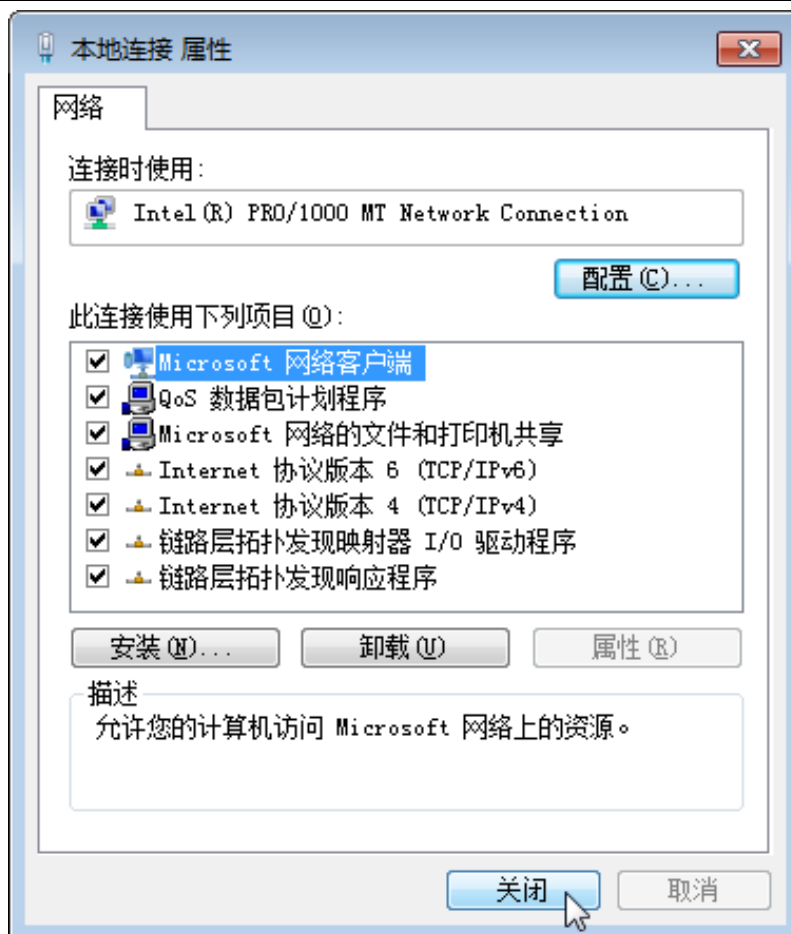 本地连接 属性
网络
连接时使用:
Intel(R) PRO/1000 MT Network Connection
配置(C)...
此连接使用下列项目(O):
Microsoft 网络客户端
QoS 数据包计划程序
Microsoft 网络的文件和打印机共享
Internet 协议版本 6 (TCP/IPv6)
Internet 协议版本 4 (TCP/IPv4)
链路层拓扑发现映射器 I/O 驱动程序
链路层拓扑发现响应程序
安装(N)... 卸载(U) 属性(R)
描述
允许您的计算机访问 Microsoft 网络上的资源。
关闭 取消